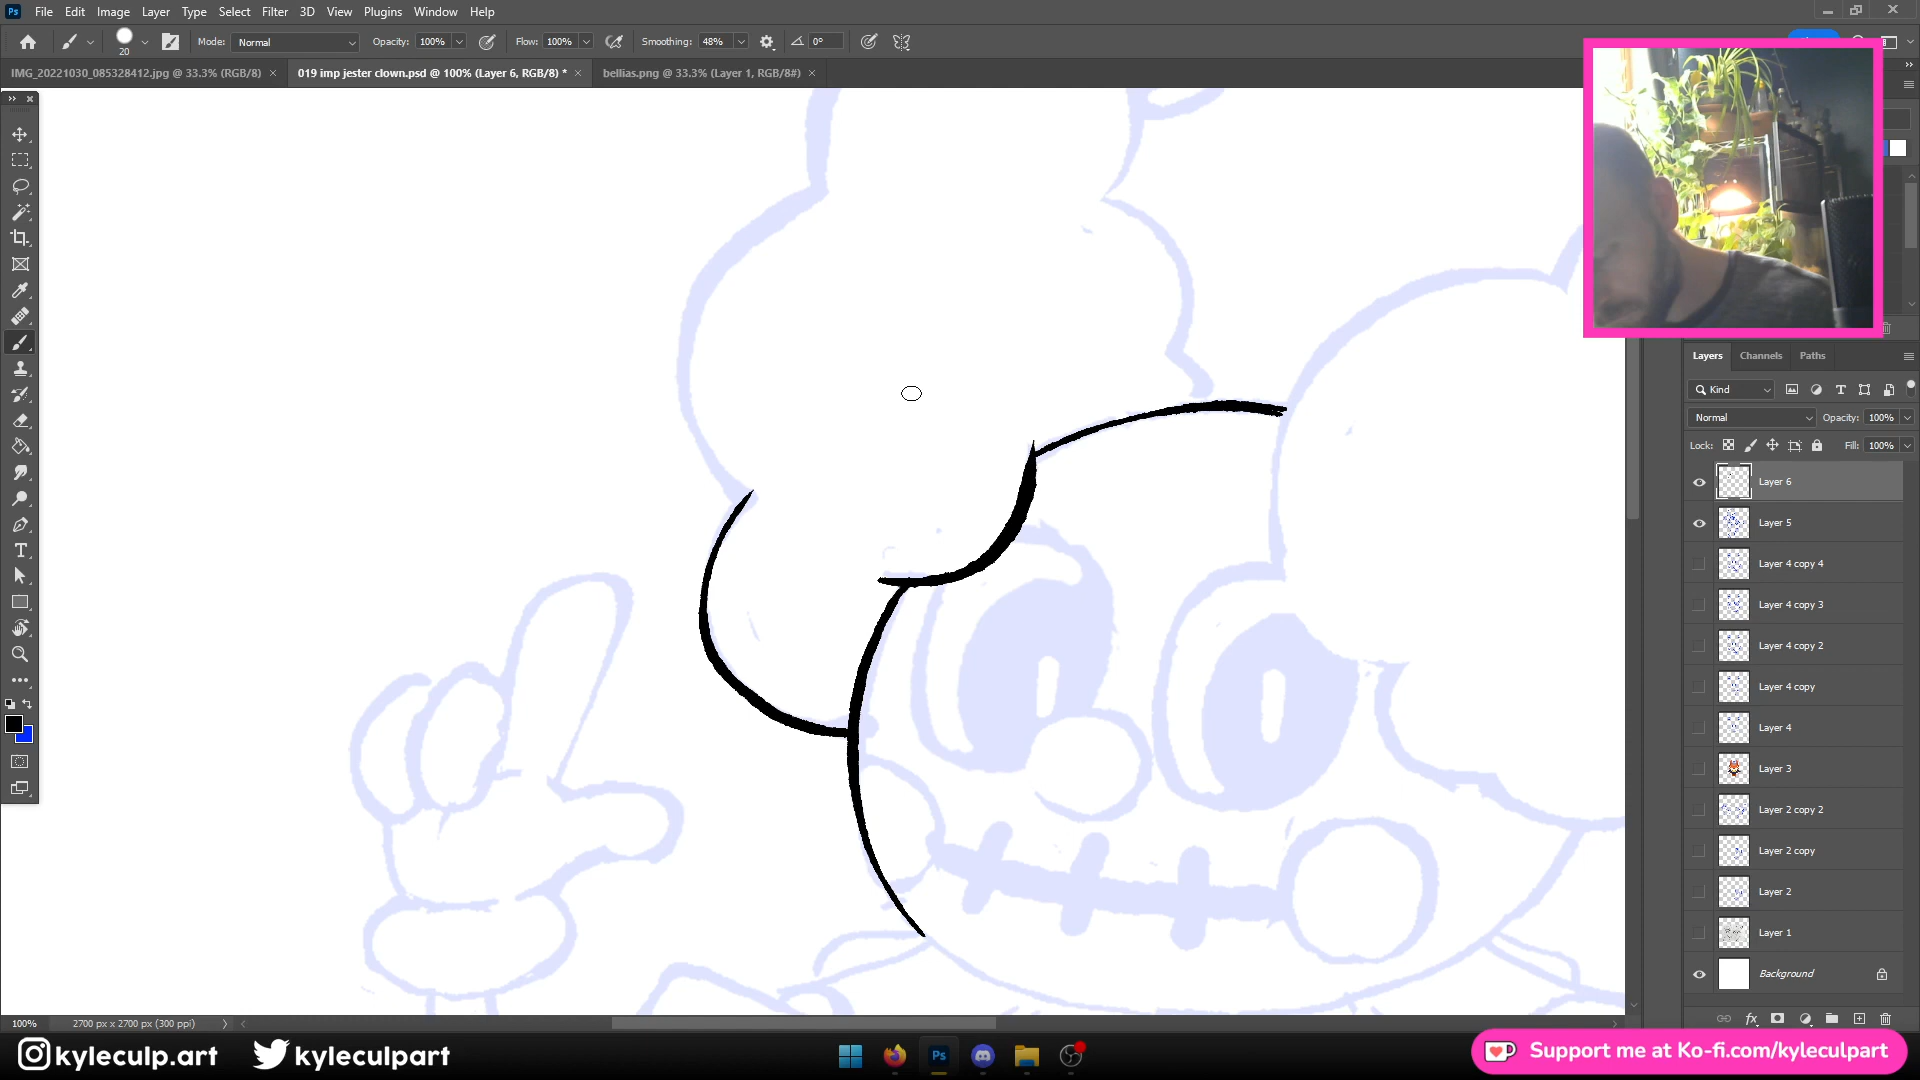 Ps File Edit Image Layer Type Select Filter 3D View Plugins Window Help
20 Mode: Normal Opacity: 100% Flow: 100% Smoothing: 48% 0°
IMG_20221030_085328412.jpg @ 33.3% (RGB/8) × 019 imp jester clown.psd @ 100% (Layer 6, RGB/8) * × bellias.png @ 33.3% (Layer 1, RGB/8#) ×
Layers Channels Paths
Kind
Normal Opacity: 100%
Lock: Fill: 100%
Layer 6
Layer 5
Layer 4 copy 4
Layer 4 copy 3
Layer 4 copy 2
Layer 4 copy
Layer 4
Layer 3
Layer 2 copy 2
Layer 2 copy
Layer 2
Layer 1
Background
fx
100% 2700 px x 2700 px (300 ppi)
kyleculp.art kyleculpart
Ps
Support me at Ko-fi.com/kyleculpart